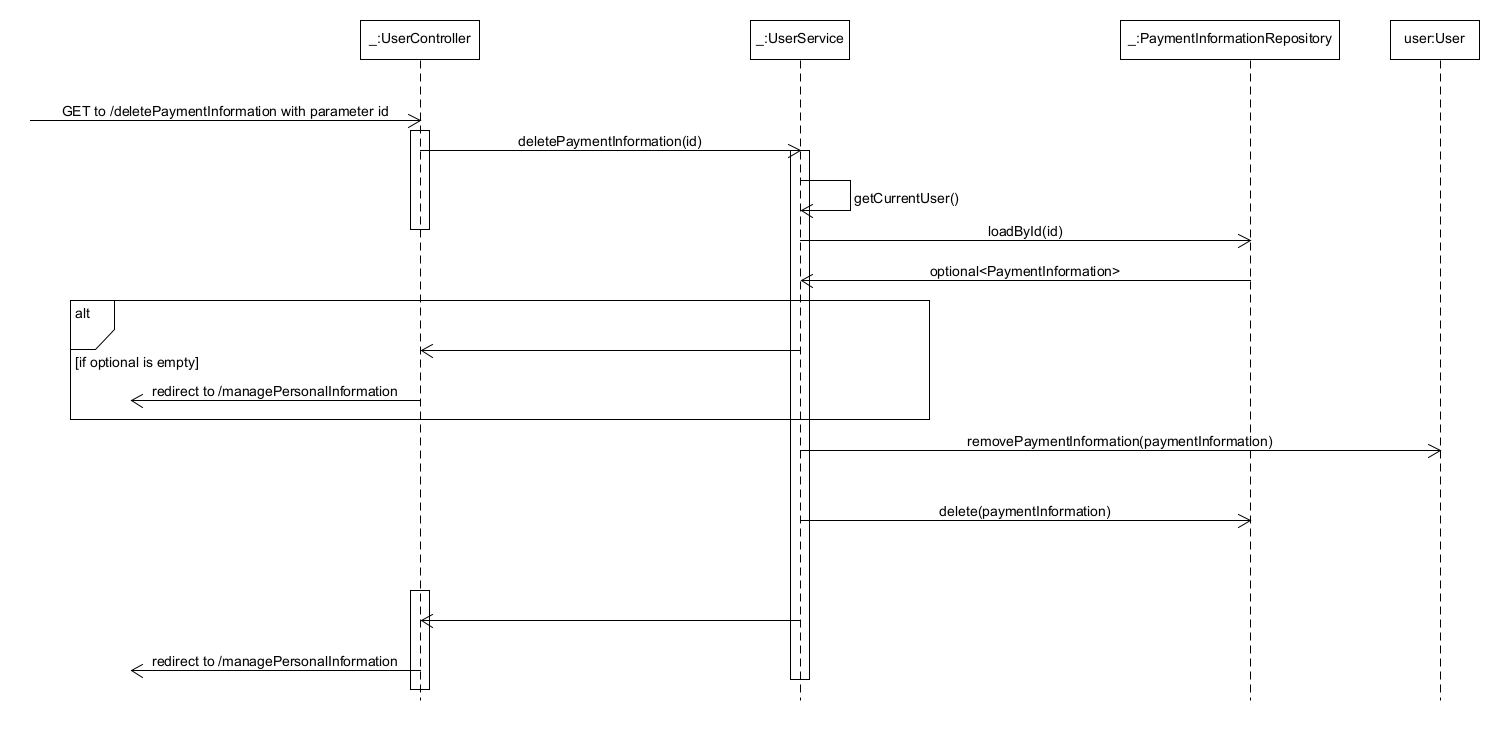 _:UserController
_:UserService
_:PaymentInformationRepository
user:User
GET to /deletePaymentInformation with parameter id
deletePaymentInformation(id)
getCurrentUser()
loadById(id)
optional<PaymentInformation>
alt
[if optional is empty]
redirect to /managePersonalInformation
removePaymentInformation(paymentInformation)
delete(paymentInformation)
redirect to /managePersonalInformation